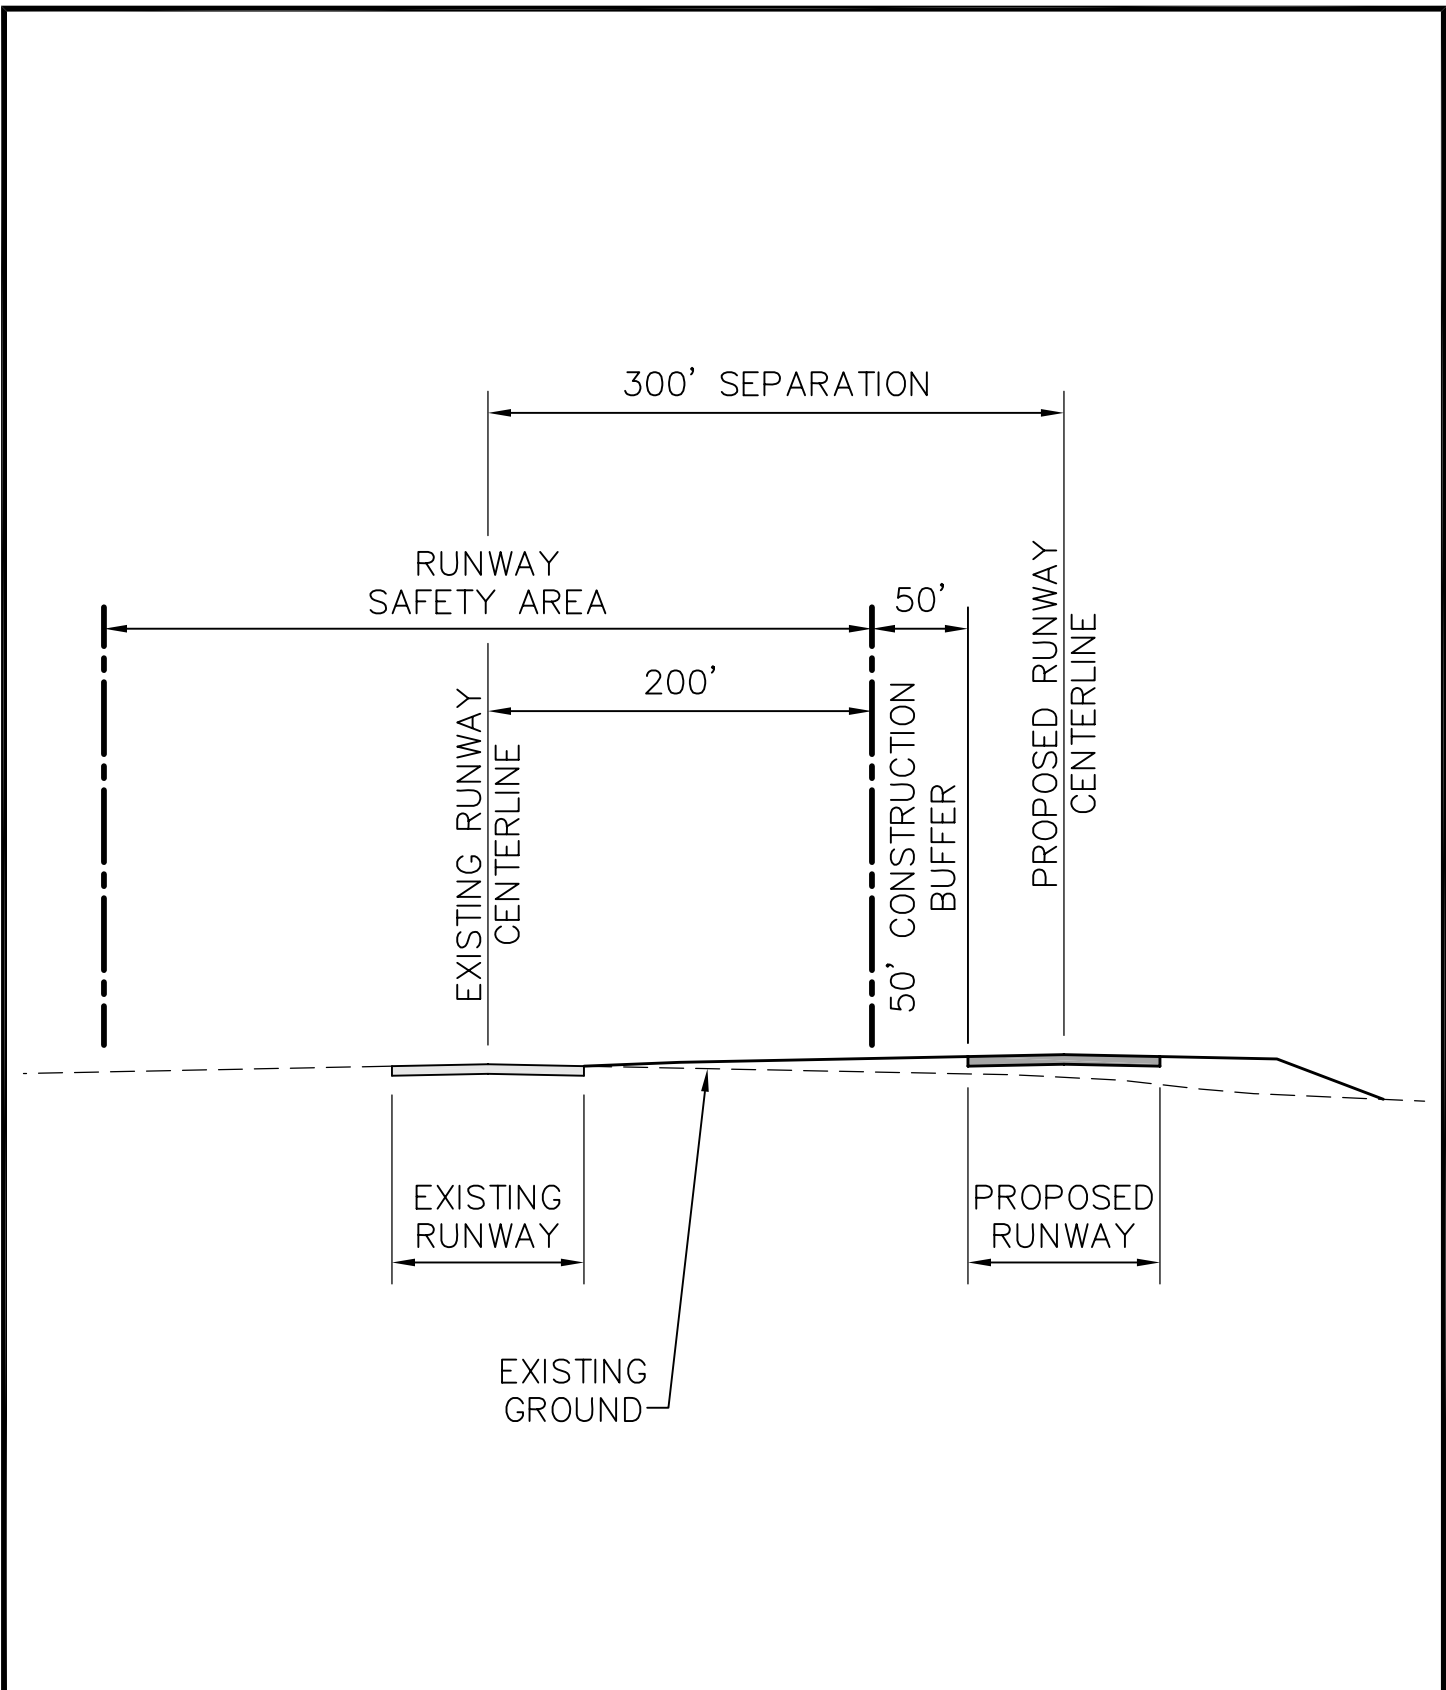 300' SEPARATION
RUNWAY
SAFETY AREA
50'
200'
EXISTING RUNWAY
CENTERLINE
50' CONSTRUCTION
BUFFER
PROPOSED RUNWAY
CENTERLINE
EXISTING
RUNWAY
PROPOSED
RUNWAY
EXISTING
GROUND